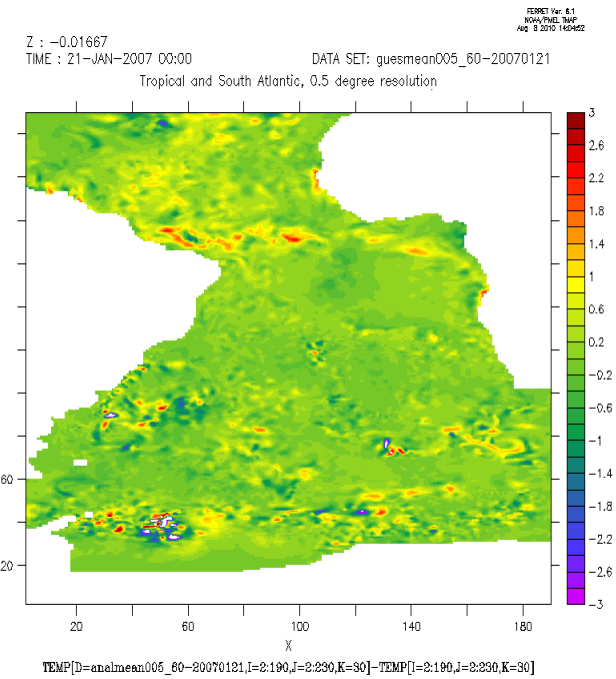 FERRET Ver. 6.1
NOAA/PMEL TMAP
Aug 3 2010 14:04:52
Z : -0.01667
TIME : 21-JAN-2007 00:00
DATA SET: guesmean005_60-20070121
Tropical and South Atlantic, 0.5 degree resolution
3
2.6
2.2
1.8
1.4
1
0.6
0.2
-0.2
-0.6
-1
-1.4
-1.8
-2.2
-2.6
-3
60
20
20 60 100 140 180
X
TEMP[D=analmean005_60-20070121,I=2:190,J=2:230,K=30]-TEMP[I=2:190,J=2:230,K=30]